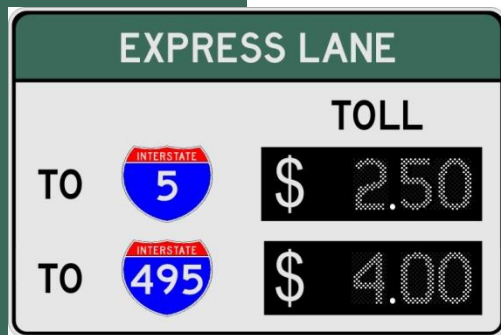 EXPRESS LANE
TOLL
TO INTERSTATE 5 $ 2.50
TO INTERSTATE 495 $ 4.00